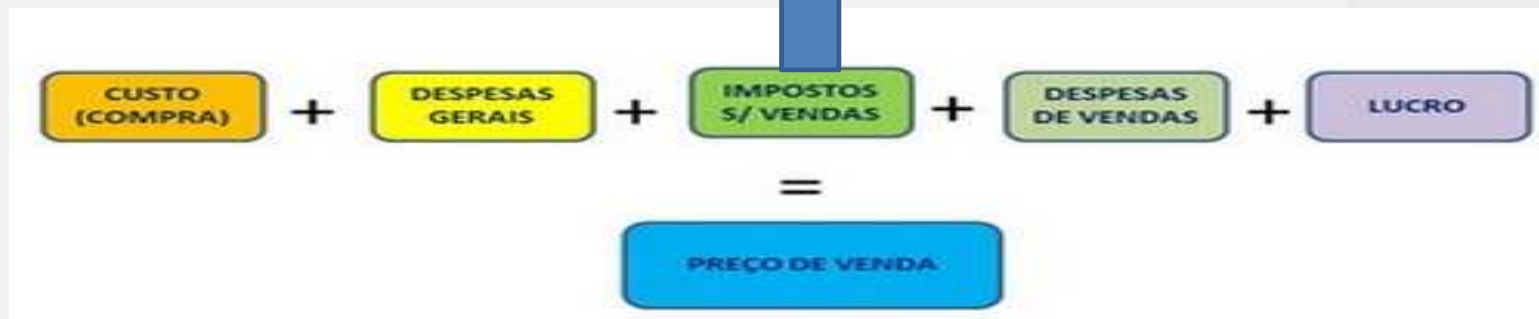 CUSTO
(COMPRA)
+
DESPESAS
GERAIS
+
IMPOSTOS
S/ VENDAS
+
DESPESAS
DE VENDAS
+
LUCRO
=
PREÇO DE VENDA